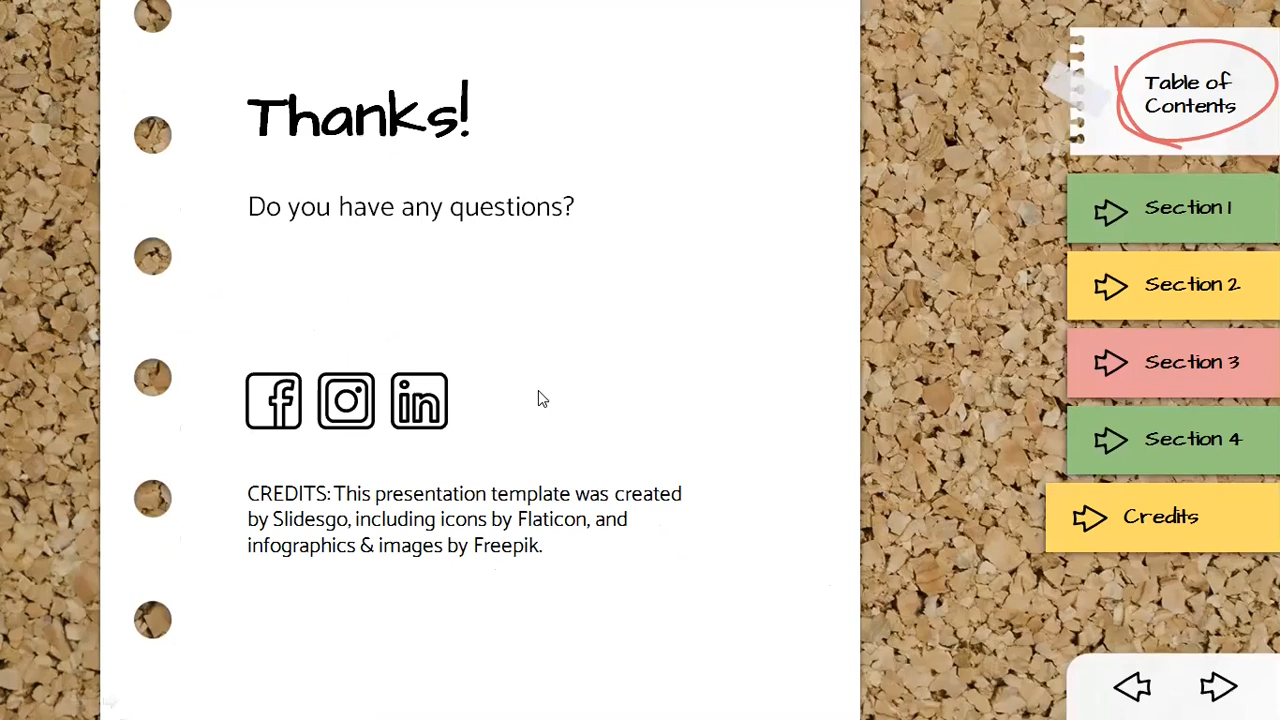 Thanks!
Do you have any questions?
CREDITS: This presentation template was created
by Slidesgo, including icons by Flaticon, and
infographics & images by Freepik.
Table of
Contents
Section 1
Section 2
Section 3
Section 4
Credits